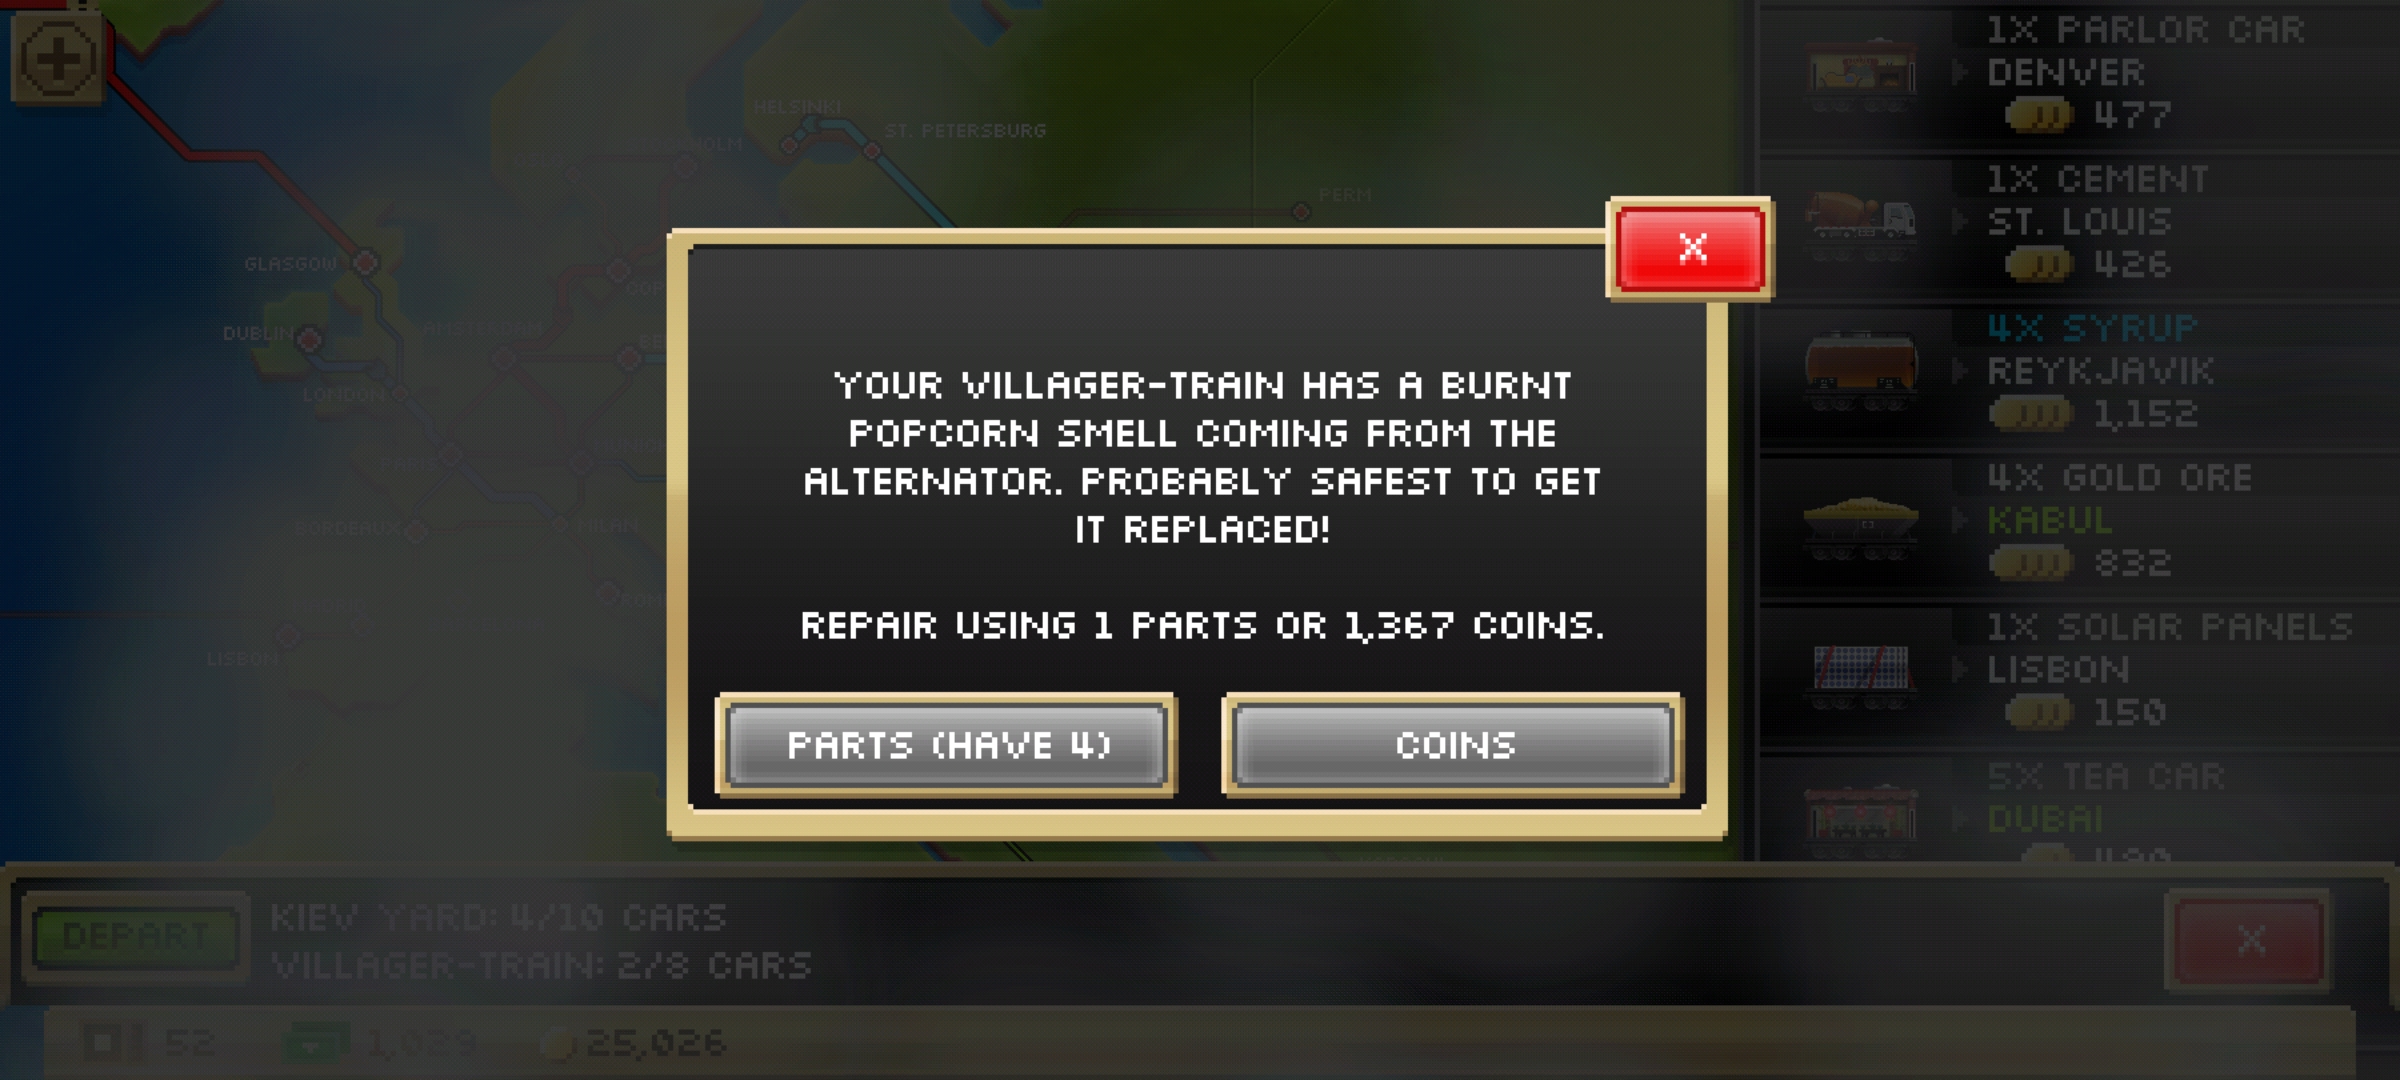 HELSINKI
ST. PETERSBURG
PERM
GLASGOW
DUBLIN
AMSTERDAM
LONDON
PARIS
BORDEAUX
MILAN
MADRID
LISBON
X
YOUR VILLAGER-TRAIN HAS A BURNT
POPCORN SMELL COMING FROM THE
ALTERNATOR. PROBABLY SAFEST TO GET
IT REPLACED!
REPAIR USING 1 PARTS OR 1,367 COINS.
PARTS (HAVE 4)
COINS
1X PARLOR CAR
DENVER
477
1X CEMENT
ST. LOUIS
426
4X SYRUP
REYKJAVIK
1,152
4X GOLD ORE
KABUL
832
1X SOLAR PANELS
LISBON
150
5X TEA CAR
DUBAI
DEPART
KIEV YARD: 4/10 CARS
VILLAGER-TRAIN: 2/8 CARS
X
52
1,029
25,026